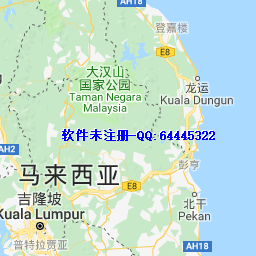 AH18
登嘉楼
E8
大汉山
国家公园
Taman Negara
Malaysia
龙运
Kuala Dungun
软件未注册-QQ:64445322
AH2
彭亨
马来西亚
E8
吉隆坡
Kuala Lumpur
北干
Pekan
普特拉贾亚
AH18
AH18